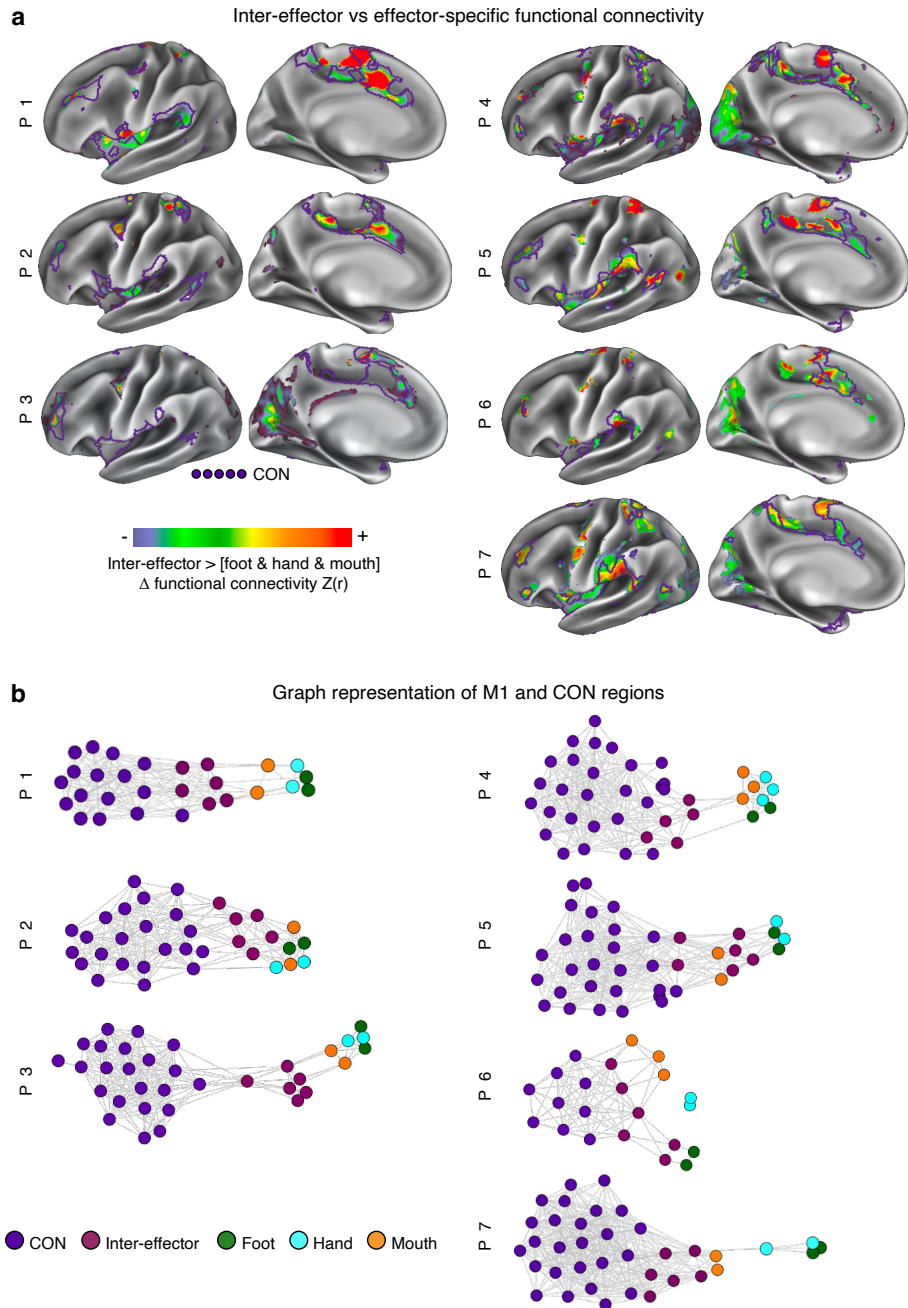 a
Inter-effector vs effector-specific functional connectivity
P 1
P 2
P 3
CON
- +
Inter-effector > [foot & hand & mouth]
Δ functional connectivity Z(r)
P 4
P 5
P 6
P 7
b
Graph representation of M1 and CON regions
P 1
P 2
P 3
P 4
P 5
P 6
P 7
CON Inter-effector Foot Hand Mouth